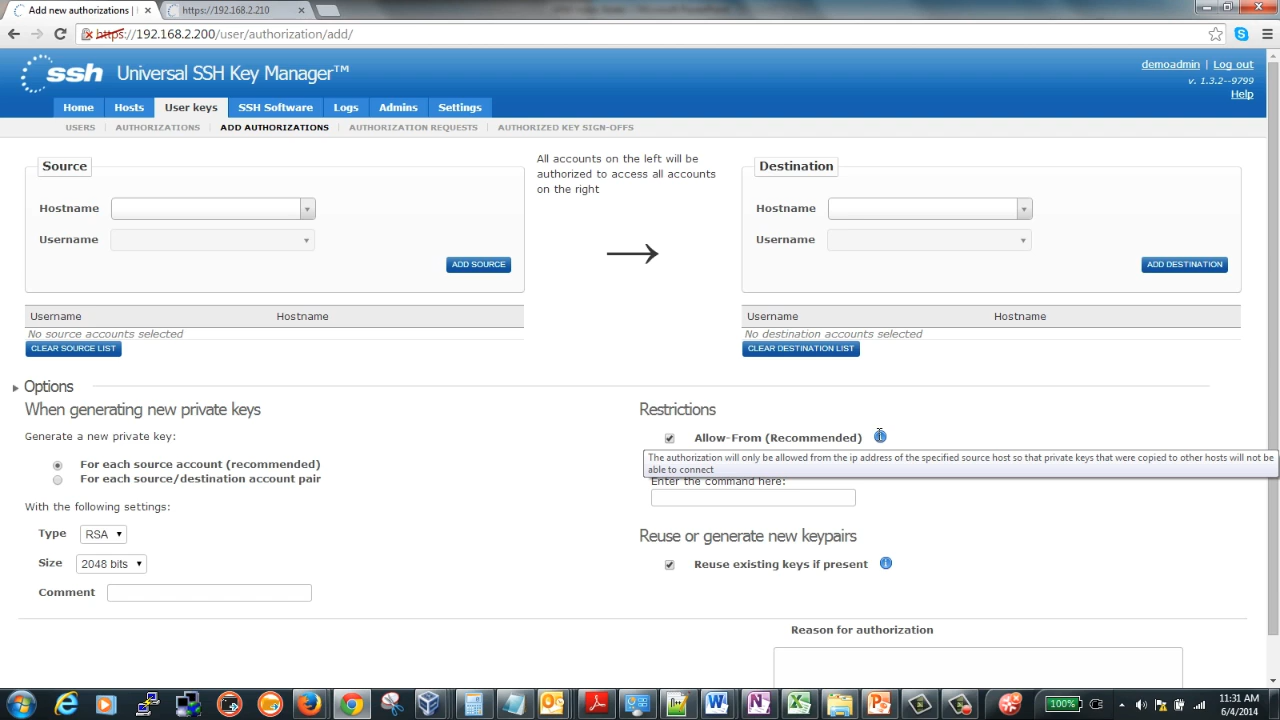 Add new authorizations |
https://192.168.2.210
https://192.168.2.200/user/authorization/add/
ssh Universal SSH Key Manager™
demoadmin | Log out
v. 1.3.2--9799
Help
Home Hosts User keys SSH Software Logs Admins Settings
USERS AUTHORIZATIONS ADD AUTHORIZATIONS AUTHORIZATION REQUESTS AUTHORIZED KEY SIGN-OFFS
Source
Hostname
Username
ADD SOURCE
All accounts on the left will be
authorized to access all accounts
on the right
Destination
Hostname
Username
ADD DESTINATION
Username Hostname
No source accounts selected
CLEAR SOURCE LIST
Username Hostname
No destination accounts selected
CLEAR DESTINATION LIST
Options
When generating new private keys
Generate a new private key:
For each source account (recommended)
For each source/destination account pair
With the following settings:
Type RSA
Size 2048 bits
Comment
Restrictions
Allow-From (Recommended)
The authorization will only be allowed from the ip address of the specified source host so that private keys that were copied to other hosts will not be
able to connect
Enter the command here:
Reuse or generate new keypairs
Reuse existing keys if present
Reason for authorization
100%
11:31 AM
6/4/2014